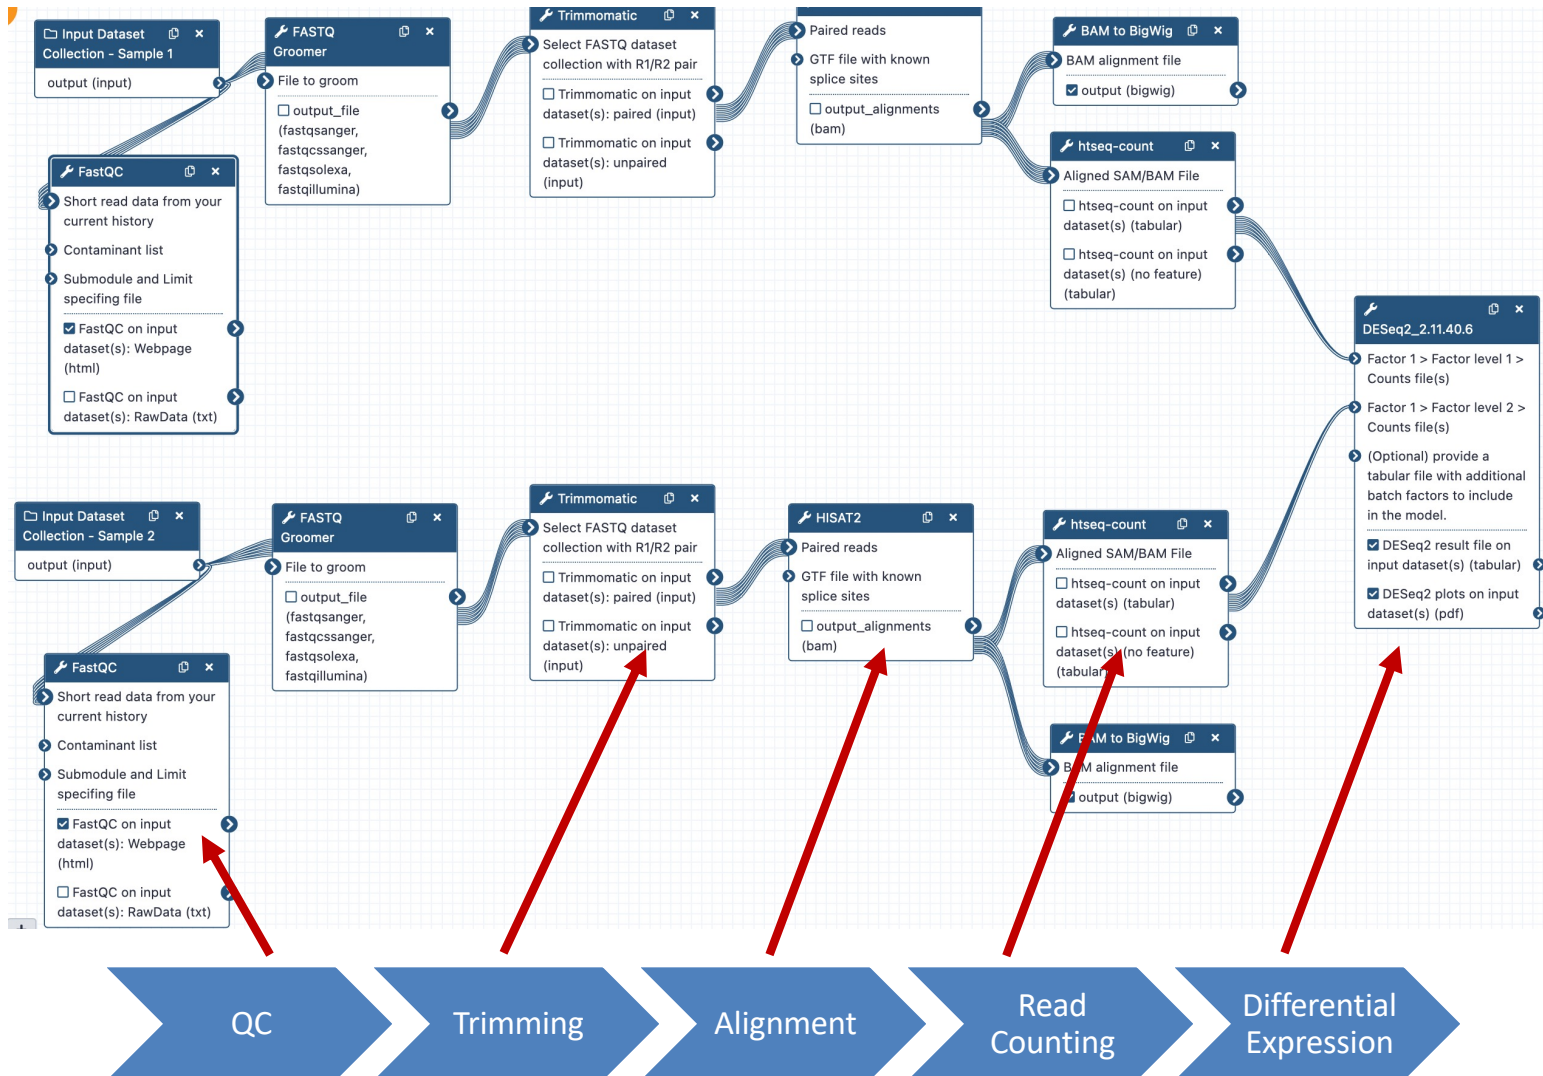 Input Dataset
Collection - Sample 1
output (input)
FASTQ
Groomer
File to groom
output_file
(fastqsanger,
fastqcssanger,
fastqsolexa,
fastqillumina)
Trimmomatic
Select FASTQ dataset
collection with R1/R2 pair
Trimmomatic on input
dataset(s): paired (input)
Trimmomatic on input
dataset(s): unpaired
(input)
Paired reads
GTF file with known
splice sites
output_alignments
(bam)
BAM to BigWig
BAM alignment file
output (bigwig)
htseq-count
Aligned SAM/BAM File
htseq-count on input
dataset(s) (tabular)
htseq-count on input
dataset(s) (no feature)
(tabular)
FastQC
Short read data from your
current history
Contaminant list
Submodule and Limit
specifing file
FastQC on input
dataset(s): Webpage
(html)
FastQC on input
dataset(s): RawData (txt)
DESeq2_2.11.40.6
Factor 1 > Factor level 1 >
Counts file(s)
Factor 1 > Factor level 2 >
Counts file(s)
(Optional) provide a
tabular file with additional
batch factors to include
in the model.
DESeq2 result file on
input dataset(s) (tabular)
DESeq2 plots on input
dataset(s) (pdf)
Input Dataset
Collection - Sample 2
output (input)
FASTQ
Groomer
File to groom
output_file
(fastqsanger,
fastqcssanger,
fastqsolexa,
fastqillumina)
Trimmomatic
Select FASTQ dataset
collection with R1/R2 pair
Trimmomatic on input
dataset(s): paired (input)
Trimmomatic on input
dataset(s): unpaired
(input)
HISAT2
Paired reads
GTF file with known
splice sites
output_alignments
(bam)
htseq-count
Aligned SAM/BAM File
htseq-count on input
dataset(s) (tabular)
htseq-count on input
dataset(s) (no feature)
(tabular)
BAM to BigWig
BAM alignment file
output (bigwig)
FastQC
Short read data from your
current history
Contaminant list
Submodule and Limit
specifing file
FastQC on input
dataset(s): Webpage
(html)
FastQC on input
dataset(s): RawData (txt)
QC
Trimming
Alignment
Read
Counting
Differential
Expression